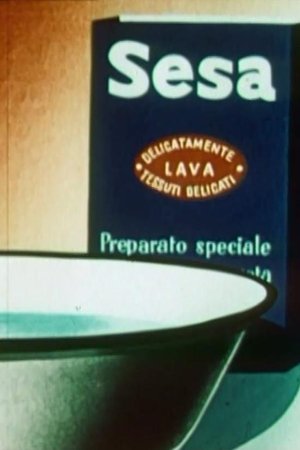 Sesa
DELICATAMENTE
LAVA
TESSUTI DELICATI
Preparato speciale